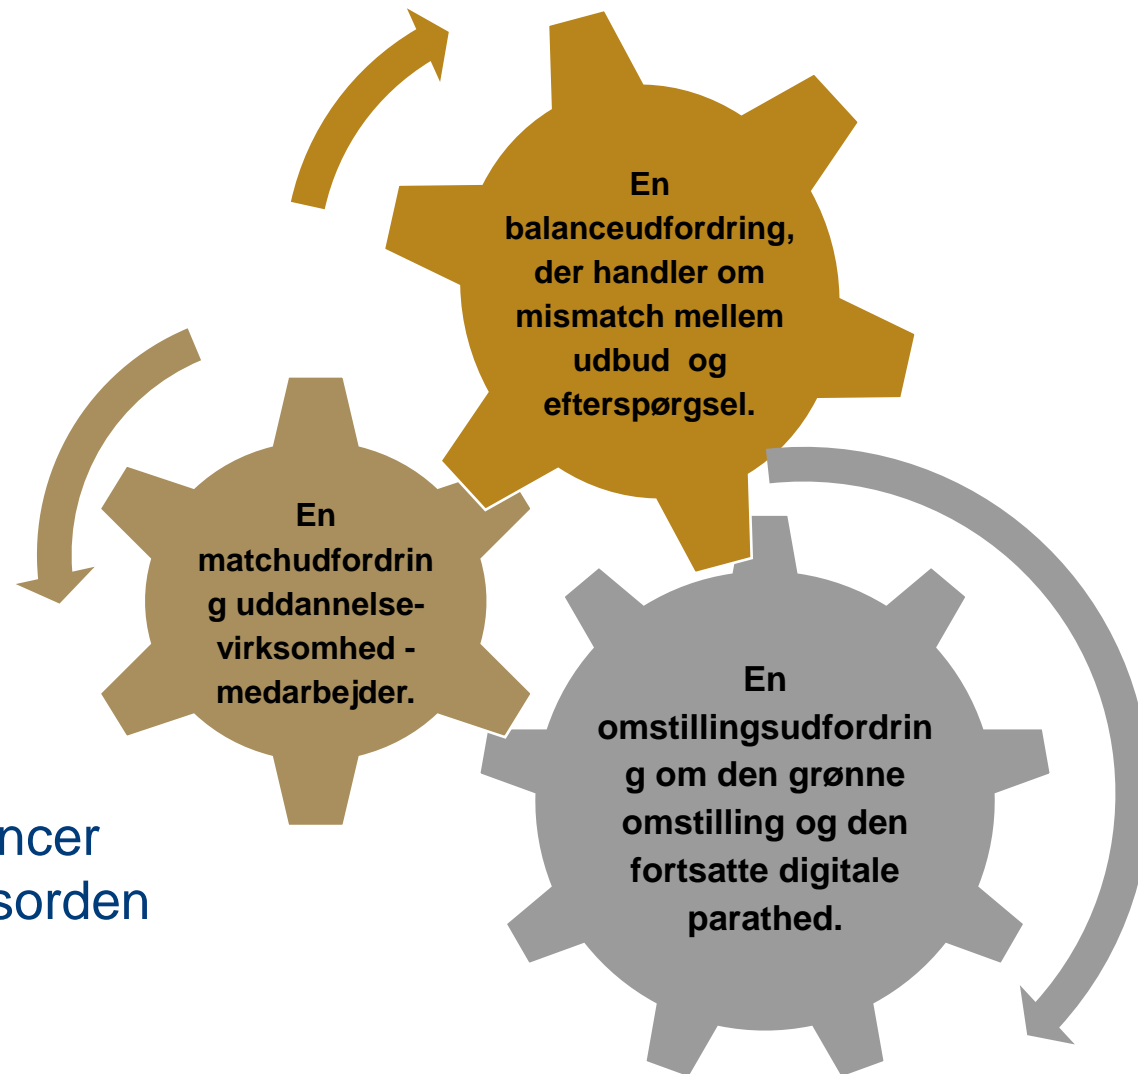 En
balanceudfordring,
der handler om
mismatch mellem
udbud og
efterspørgsel.
En
matchudfordrin
g uddannelse-
virksomhed -
medarbejder.
En
omstillingsudfordrin
g om den grønne
omstilling og den
fortsatte digitale
parathed.
ncer
sorden